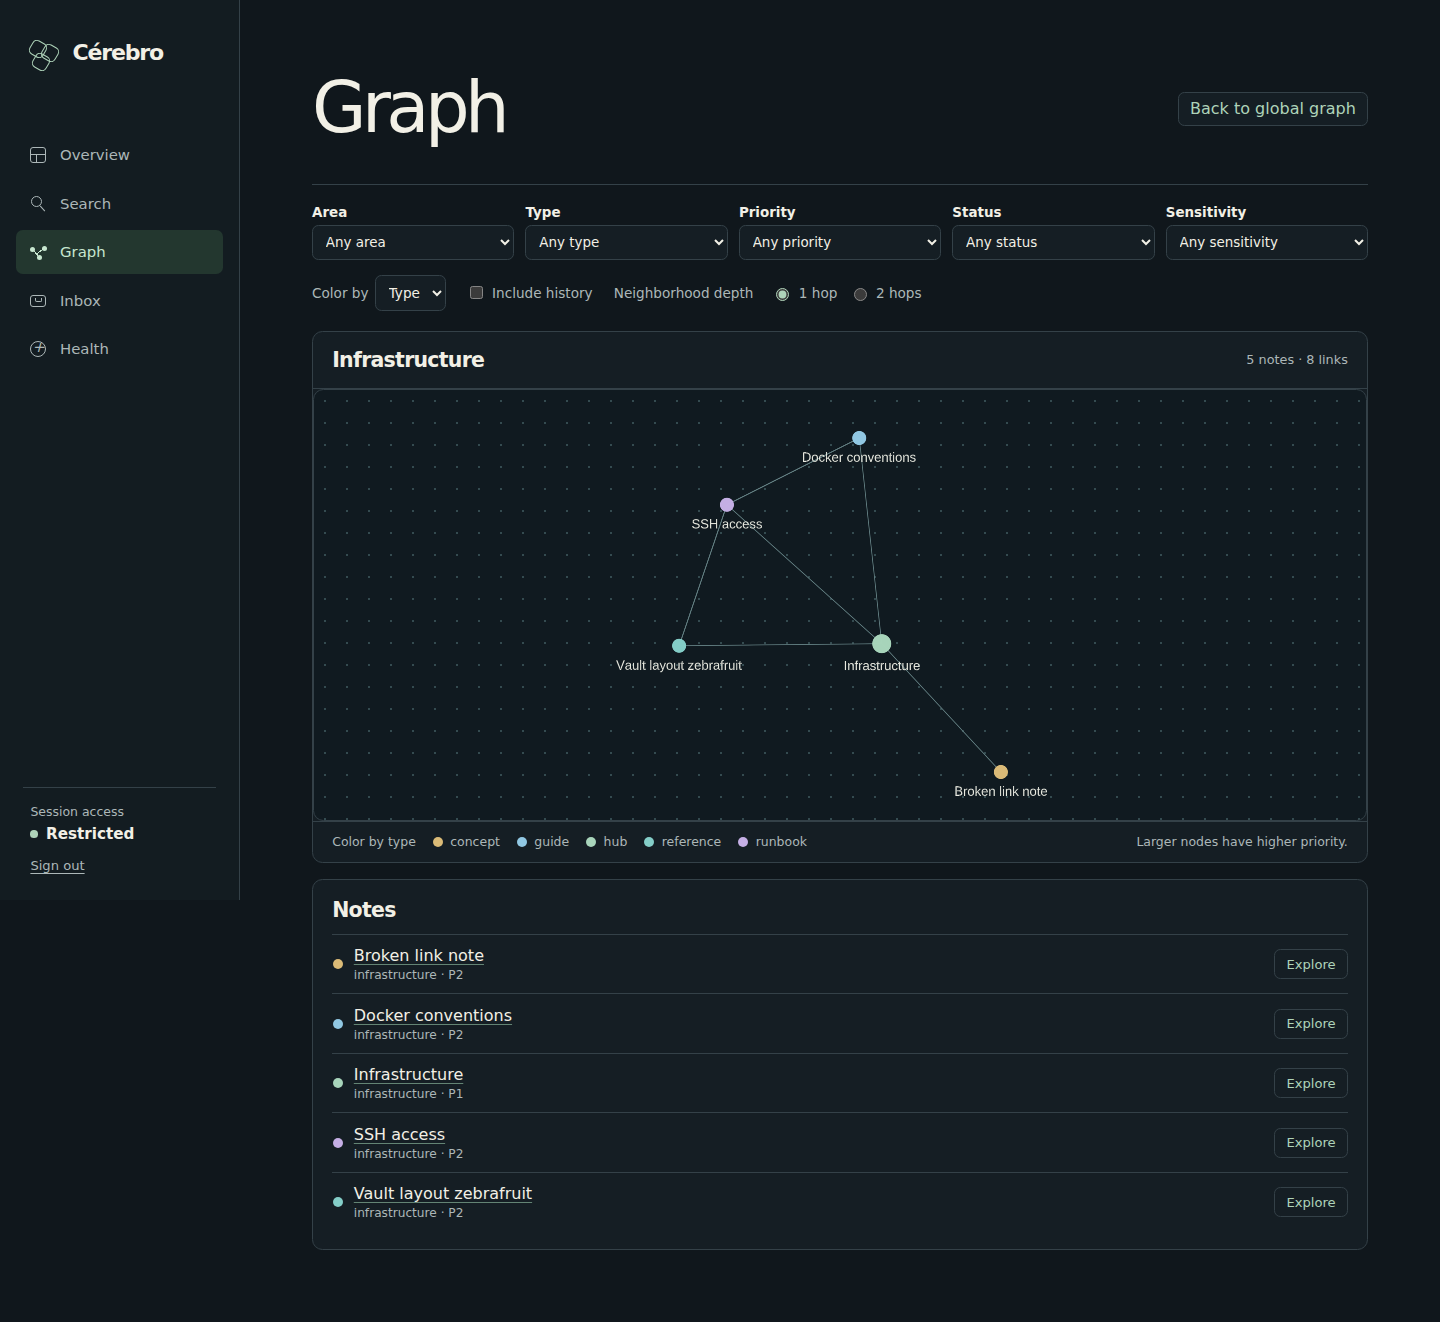 Cérebro
Overview
Search
Graph
Inbox
Health
Session access
Restricted
Sign out
Graph
Back to global graph
Area
Type
Priority
Status
Sensitivity
Any area
Any type
Any priority
Any status
Any sensitivity
Color by
Type
Include history
Neighborhood depth
1 hop
2 hops
Infrastructure
5 notes · 8 links
Docker conventions
SSH access
Vault layout zebrafruit
Infrastructure
Broken link note
Color by type
concept
guide
hub
reference
runbook
Larger nodes have higher priority.
Notes
Broken link note
infrastructure · P2
Explore
Docker conventions
infrastructure · P2
Explore
Infrastructure
infrastructure · P1
Explore
SSH access
infrastructure · P2
Explore
Vault layout zebrafruit
infrastructure · P2
Explore